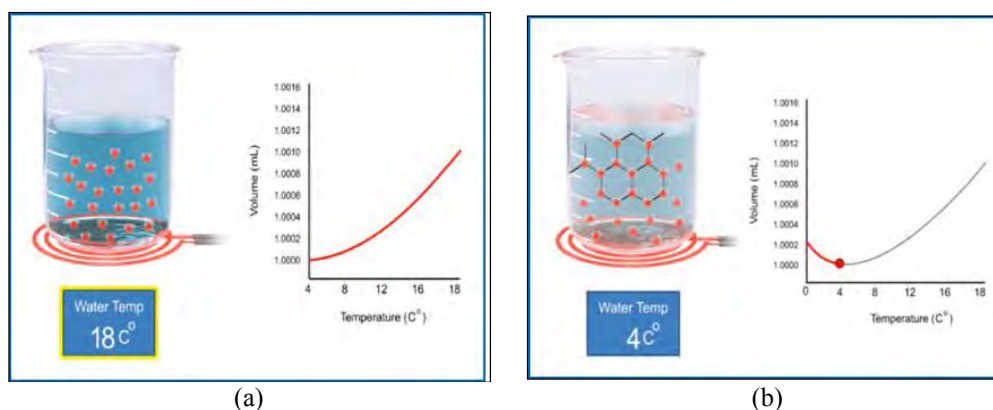 1.0016
1.0014
1.0012
1.0010
1.0008
1.0006
1.0004
1.0002
1.0000
Volume (mL)
4 8 12 16 18
Temperature (C°)
Water Temp
18 C°
(a)
1.0016
1.0014
1.0012
1.0010
1.0008
1.0006
1.0004
1.0002
1.0000
Volume (mL)
0 4 8 12 16 18
Temperature (C°)
Water Temp
4 C°
(b)